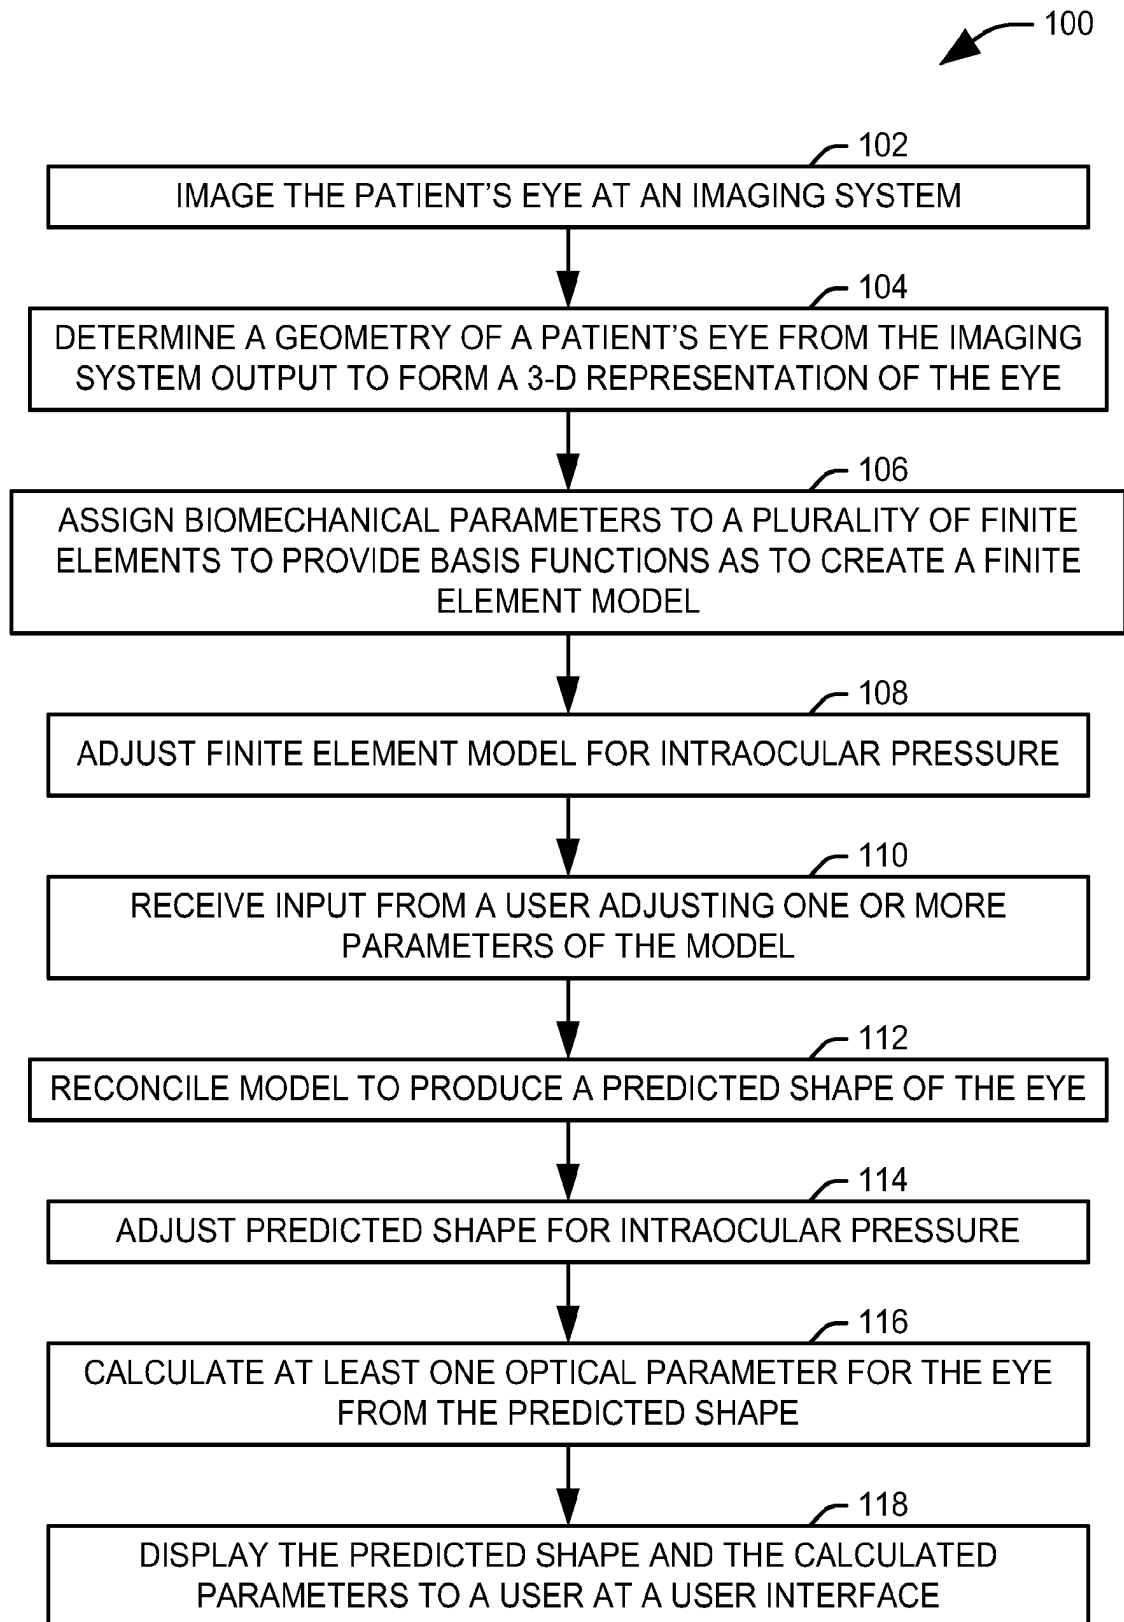 100
102
IMAGE THE PATIENT'S EYE AT AN IMAGING SYSTEM
104
DETERMINE A GEOMETRY OF A PATIENT'S EYE FROM THE IMAGING
SYSTEM OUTPUT TO FORM A 3-D REPRESENTATION OF THE EYE
106
ASSIGN BIOMECHANICAL PARAMETERS TO A PLURALITY OF FINITE
ELEMENTS TO PROVIDE BASIS FUNCTIONS AS TO CREATE A FINITE
ELEMENT MODEL
108
ADJUST FINITE ELEMENT MODEL FOR INTRAOCULAR PRESSURE
110
RECEIVE INPUT FROM A USER ADJUSTING ONE OR MORE
PARAMETERS OF THE MODEL
112
RECONCILE MODEL TO PRODUCE A PREDICTED SHAPE OF THE EYE
114
ADJUST PREDICTED SHAPE FOR INTRAOCULAR PRESSURE
116
CALCULATE AT LEAST ONE OPTICAL PARAMETER FOR THE EYE
FROM THE PREDICTED SHAPE
118
DISPLAY THE PREDICTED SHAPE AND THE CALCULATED
PARAMETERS TO A USER AT A USER INTERFACE